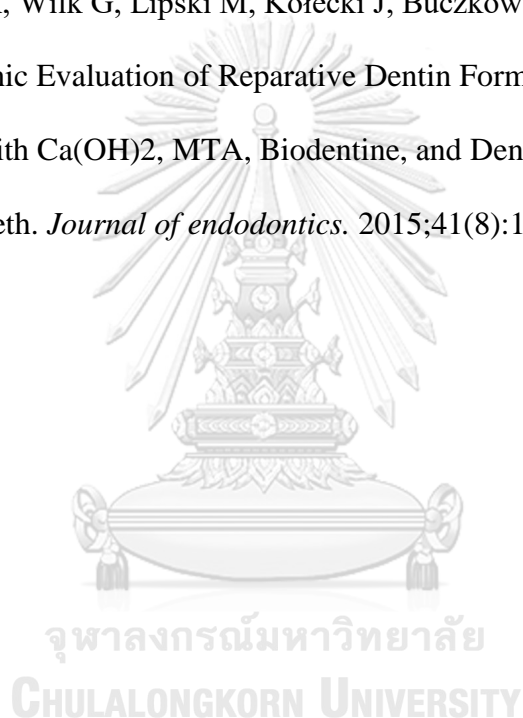 , Wilk G, Lipski M, Kołecki J, Buczkow
nic Evaluation of Reparative Dentin Form
ith Ca(OH)2, MTA, Biodentine, and Den
eth. Journal of endodontics. 2015;41(8):1
จุฬาลงกรณ์มหาวิทยาลัย
CHULALONGKORN UNIVERSITY